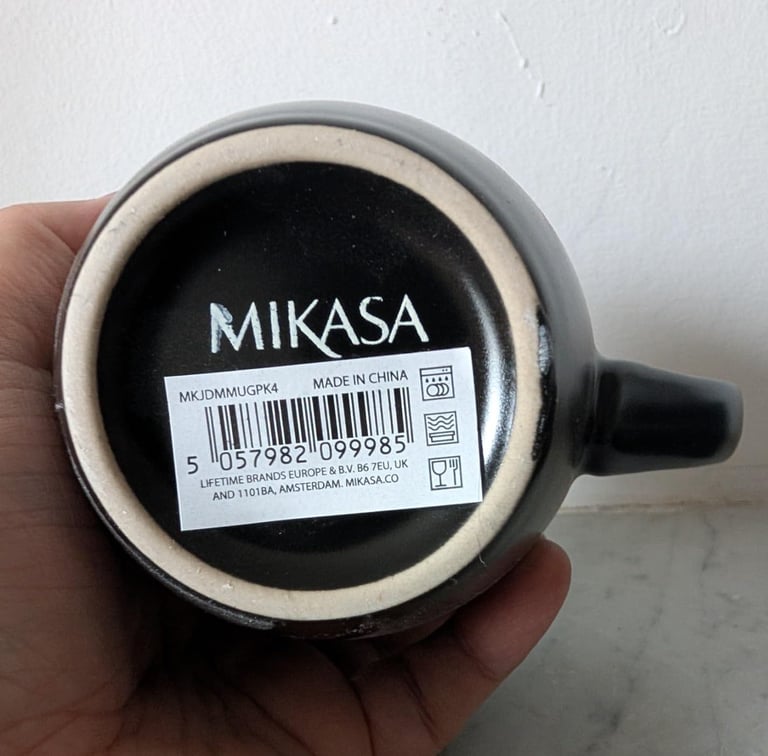 MIKASA
MKJDMMUGPK4 MADE IN CHINA
5 057982 099985
LIFETIME BRANDS EUROPE & B.V. B6 7EU, UK
AND 1101BA, AMSTERDAM. MIKASA.CO